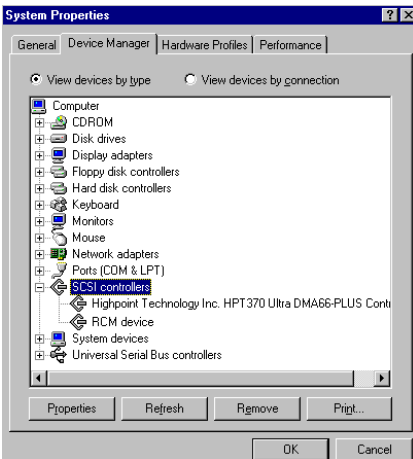 System Properties
General Device Manager Hardware Profiles Performance
View devices by type View devices by connection
Computer
CDROM
Disk drives
Display adapters
Floppy disk controllers
Hard disk controllers
Keyboard
Monitors
Mouse
Network adapters
Ports (COM & LPT)
SCSI controllers
Highpoint Technology Inc. HPT370 Ultra DMA66-PLUS Conti
RCM device
System devices
Universal Serial Bus controllers
Properties Refresh Remove Print...
OK Cancel